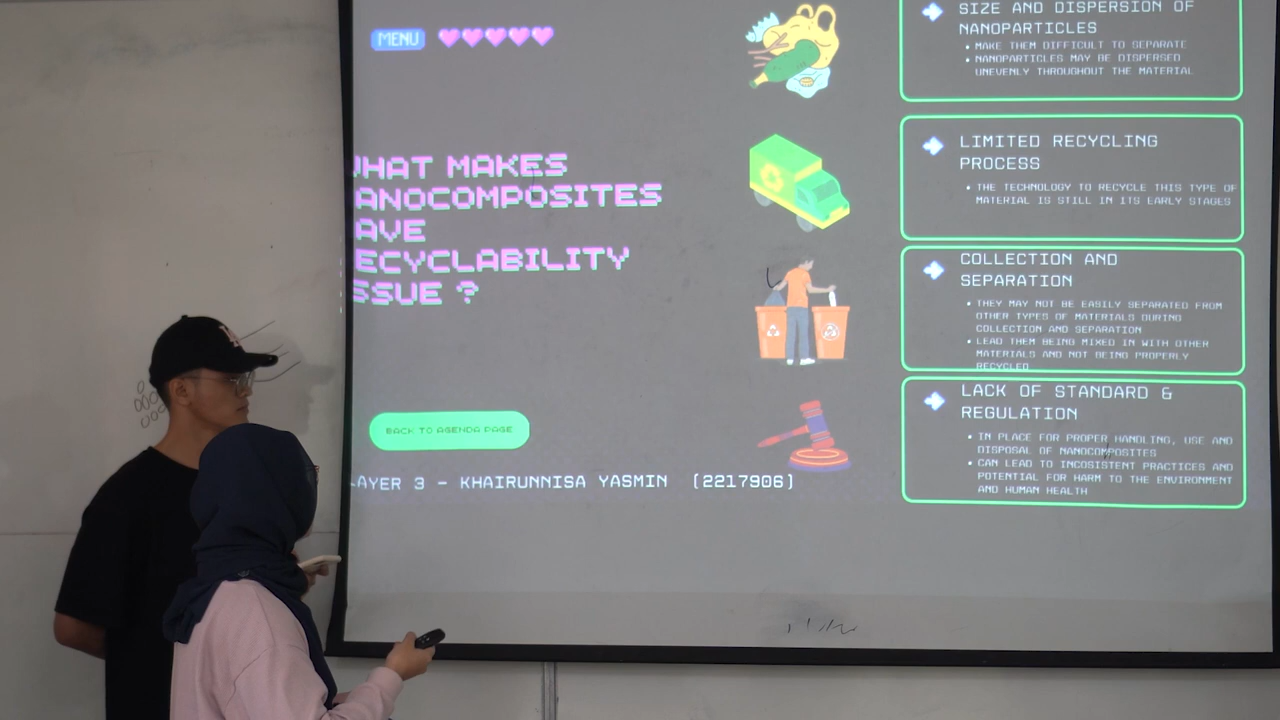 MENU
WHAT MAKES
ANOCOMPOSITES
AVE
ECYCLABILITY
SSUE ?
BACK TO AGENDA PAGE
LAYER 3 - KHAIRUNNISA YASMIN (2217906)
SIZE AND DISPERSION OF
NANOPARTICLES
• MAKE THEM DIFFICULT TO SEPARATE
• NANOPARTICLES MAY BE DISPERSED
UNEVENLY THROUGHOUT THE MATERIAL
LIMITED RECYCLING
PROCESS
• THE TECHNOLOGY TO RECYCLE THIS TYPE OF
MATERIAL IS STILL IN ITS EARLY STAGES
COLLECTION AND
SEPARATION
• THEY MAY NOT BE EASILY SEPARATED FROM
OTHER TYPES OF MATERIALS DURING
COLLECTION AND SEPARATION
• LEAD THEM BEING MIXED IN WITH OTHER
MATERIALS AND NOT BEING PROPERLY
RECYCLED
LACK OF STANDARD &
REGULATION
• IN PLACE FOR PROPER HANDLING, USE AND
DISPOSAL OF NANOCOMPOSITES
• CAN LEAD TO INCOSISTENT PRACTICES AND
POTENTIAL FOR HARM TO THE ENVIRONMENT
AND HUMAN HEALTH